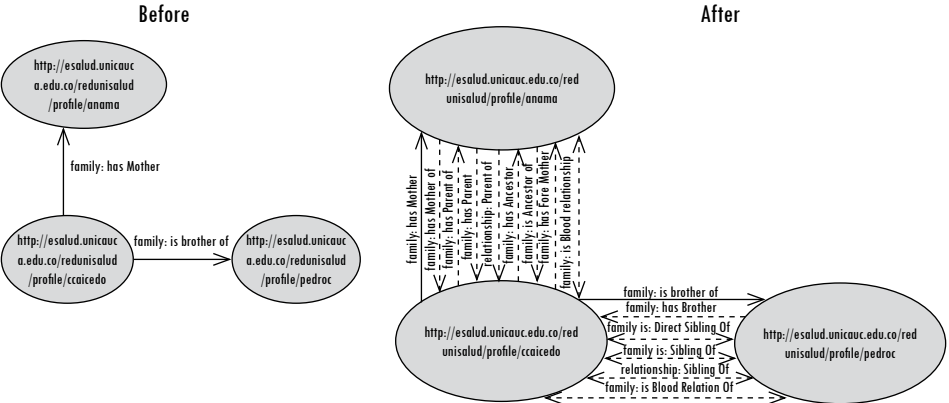 Before
http://esalud.unicauc
a.edu.co/redunisalud
/profile/anama
family: has Mother
http://esalud.unicauc
a.edu.co/redunisalud
/profile/ccaicedo
family: is brother of
http://esalud.unicauc
a.edu.co/redunisalud
/profile/pedroc
After
http://esalud.unicauc.edu.co/red
unisalud/profile/anama
family: has Mother
family: has Mother of
family: has Parent of
family: has Parent
relationship: Parent of
family: has Ancestor
family: is Ancestor of
family: has Fore Mother
family: is Blood relationship
http://esalud.unicauc.edu.co/red
unisalud/profile/ccaicedo
family: is brother of
family: has Brother
family is: Direct Sibling Of
family: is Sibling Of
relationship: Sibling Of
family: is Blood Relation Of
http://esalud.unicauc.edu.co/red
unisalud/profile/pedroc